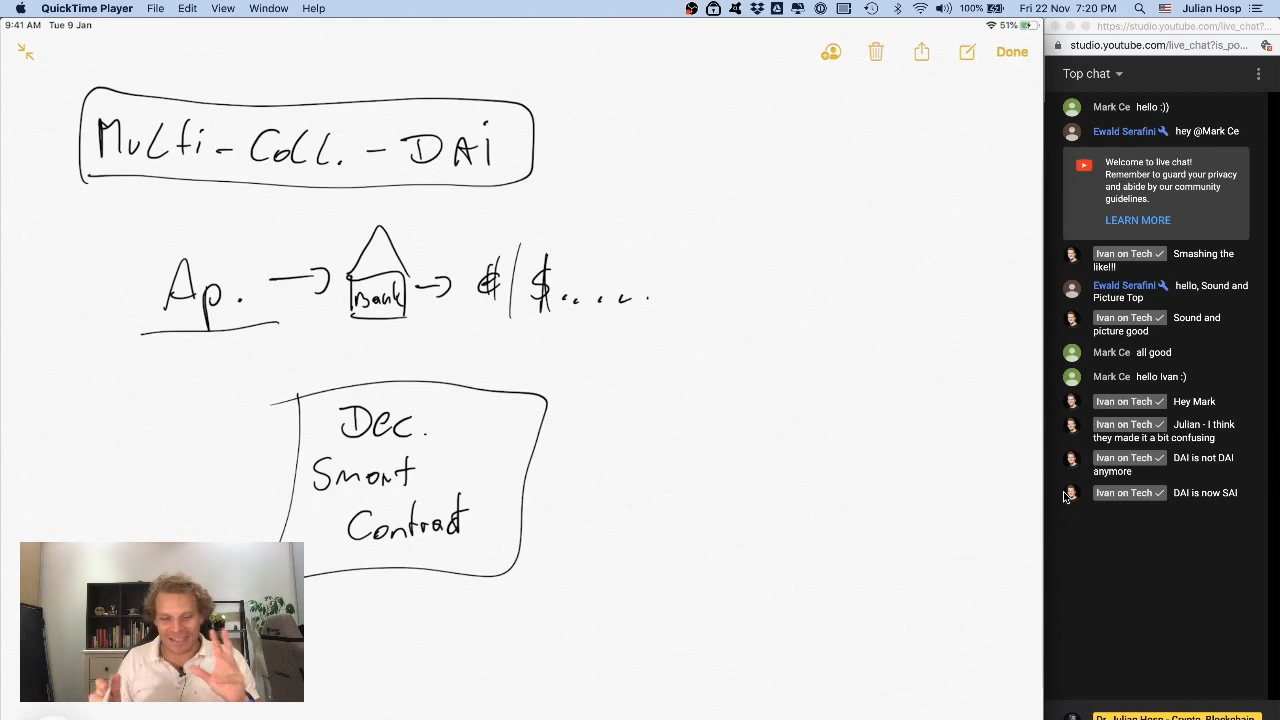 QuickTime Player File Edit View Window Help
100% Fri Dec 22 7:20 PM Julian Hosp
9:41 AM Tue 9 Jan
51%
Done
Multi-Coll.-DAi
Ap. → Bank → € | $.....
Dec.
Smart
Contract
https://studio.youtube.com/live_chat?...
studio.youtube.com/live_chat?is_po...
Top chat
Mark Ce hello :))
Ewald Serafini hey @Mark Ce
Welcome to live chat!
Remember to guard your privacy
and abide by our community
guidelines.
LEARN MORE
Ivan on Tech ✓ Smashing the
like!!!
Ewald Serafini hello, Sound and
Picture Top
Ivan on Tech ✓ Sound and
picture good
Mark Ce all good
Mark Ce hello Ivan :)
Ivan on Tech ✓ Hey Mark
Ivan on Tech ✓ Julian - I think
they made it a bit confusing
Ivan on Tech ✓ DAI is not DAI
anymore
Ivan on Tech ✓ DAI is now SAI
Dr. Julian Hosp - Crypto, Blockchain